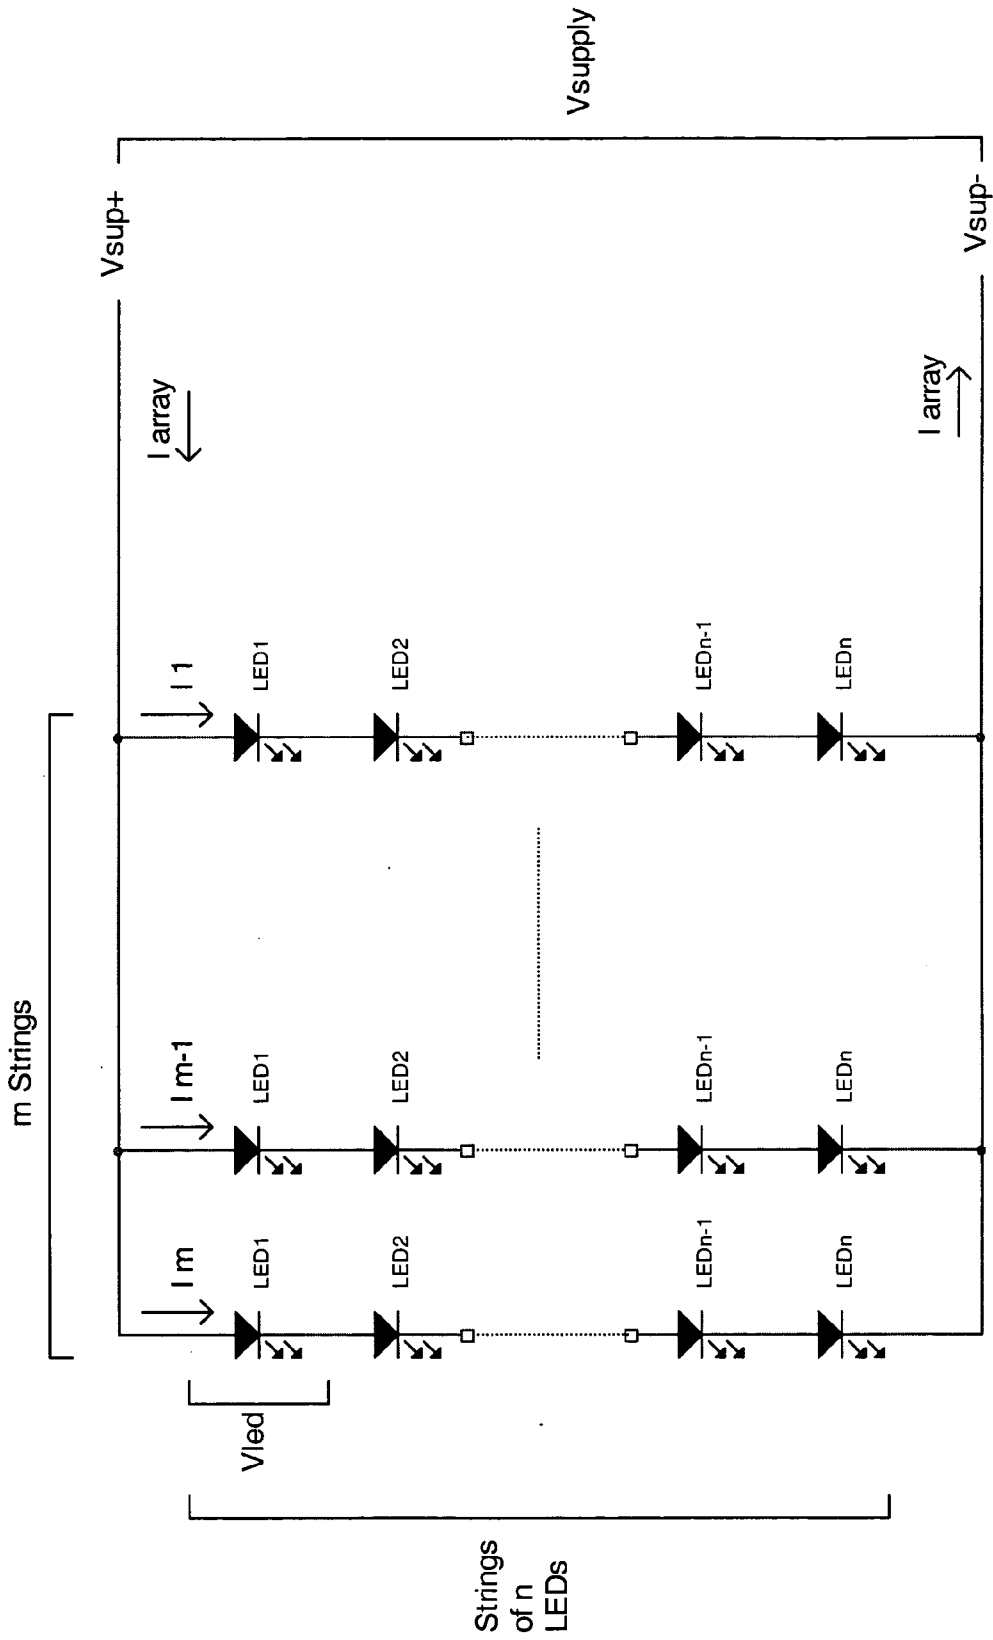 m Strings
Vsup+
I array
I m
I m-1
I 1
Vled
LED1
LED1
LED1
LED2
LED2
LED2
Strings
of n
LEDs
Vsupply
LEDn-1
LEDn-1
LEDn-1
LEDn
LEDn
LEDn
I array
Vsup-